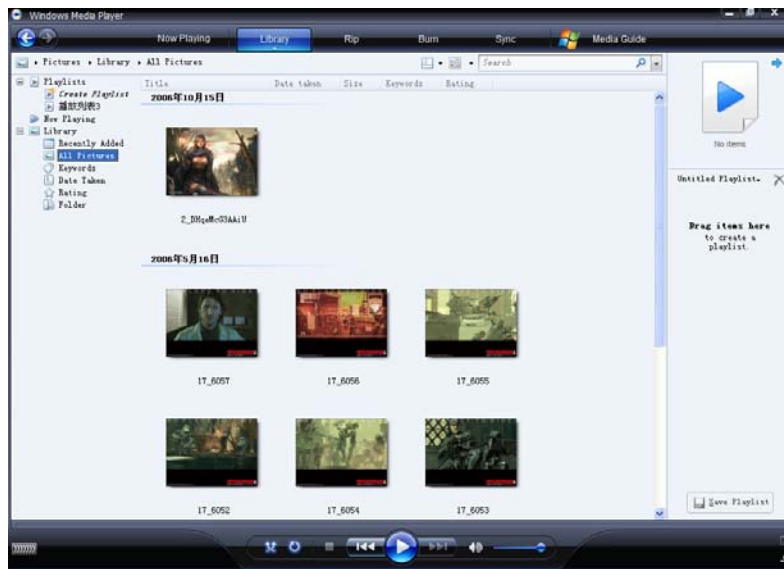 Windows Media Player
Now Playing Library Rip Burn Sync Media Guide
Pictures Library All Pictures Search
Title Date taken Size Keywords Rating
Playlists
Create Playlist
播放列表3
Now Playing
Library
Recently Added
All Pictures
Keywords
Date Taken
Rating
Folder
2006年10月15日
2_DHqeMcG3AAiU
2006年5月16日
17_6057 17_6056 17_6055
17_6052 17_6054 17_6053
No items
Untitled Playlist
Drag items here
to create a
playlist.
Save Playlist